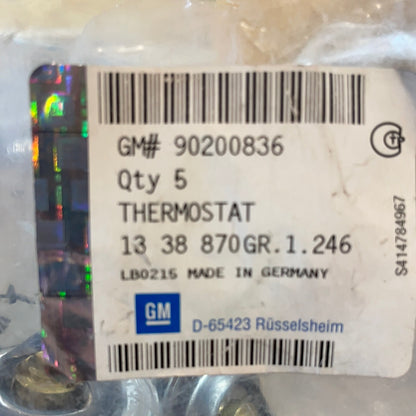 GM# 90200836
Qty 5
THERMOSTAT
13 38 870GR.1.246
LB0215 MADE IN GERMANY
GM
D-65423 Rüsselsheim
S414784967